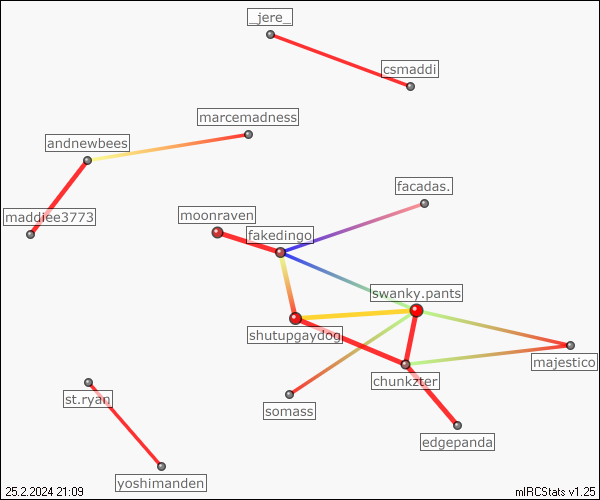 _jere_
csmaddi
marcemadness
andnewbees
facadas.
maddiee3773
moonraven
fakedingo
swanky.pants
shutupgaydog
majestico
chunkzter
st.ryan
somass
edgepanda
yoshimanden
25.2.2024 21:09
mIRCStats v1.25